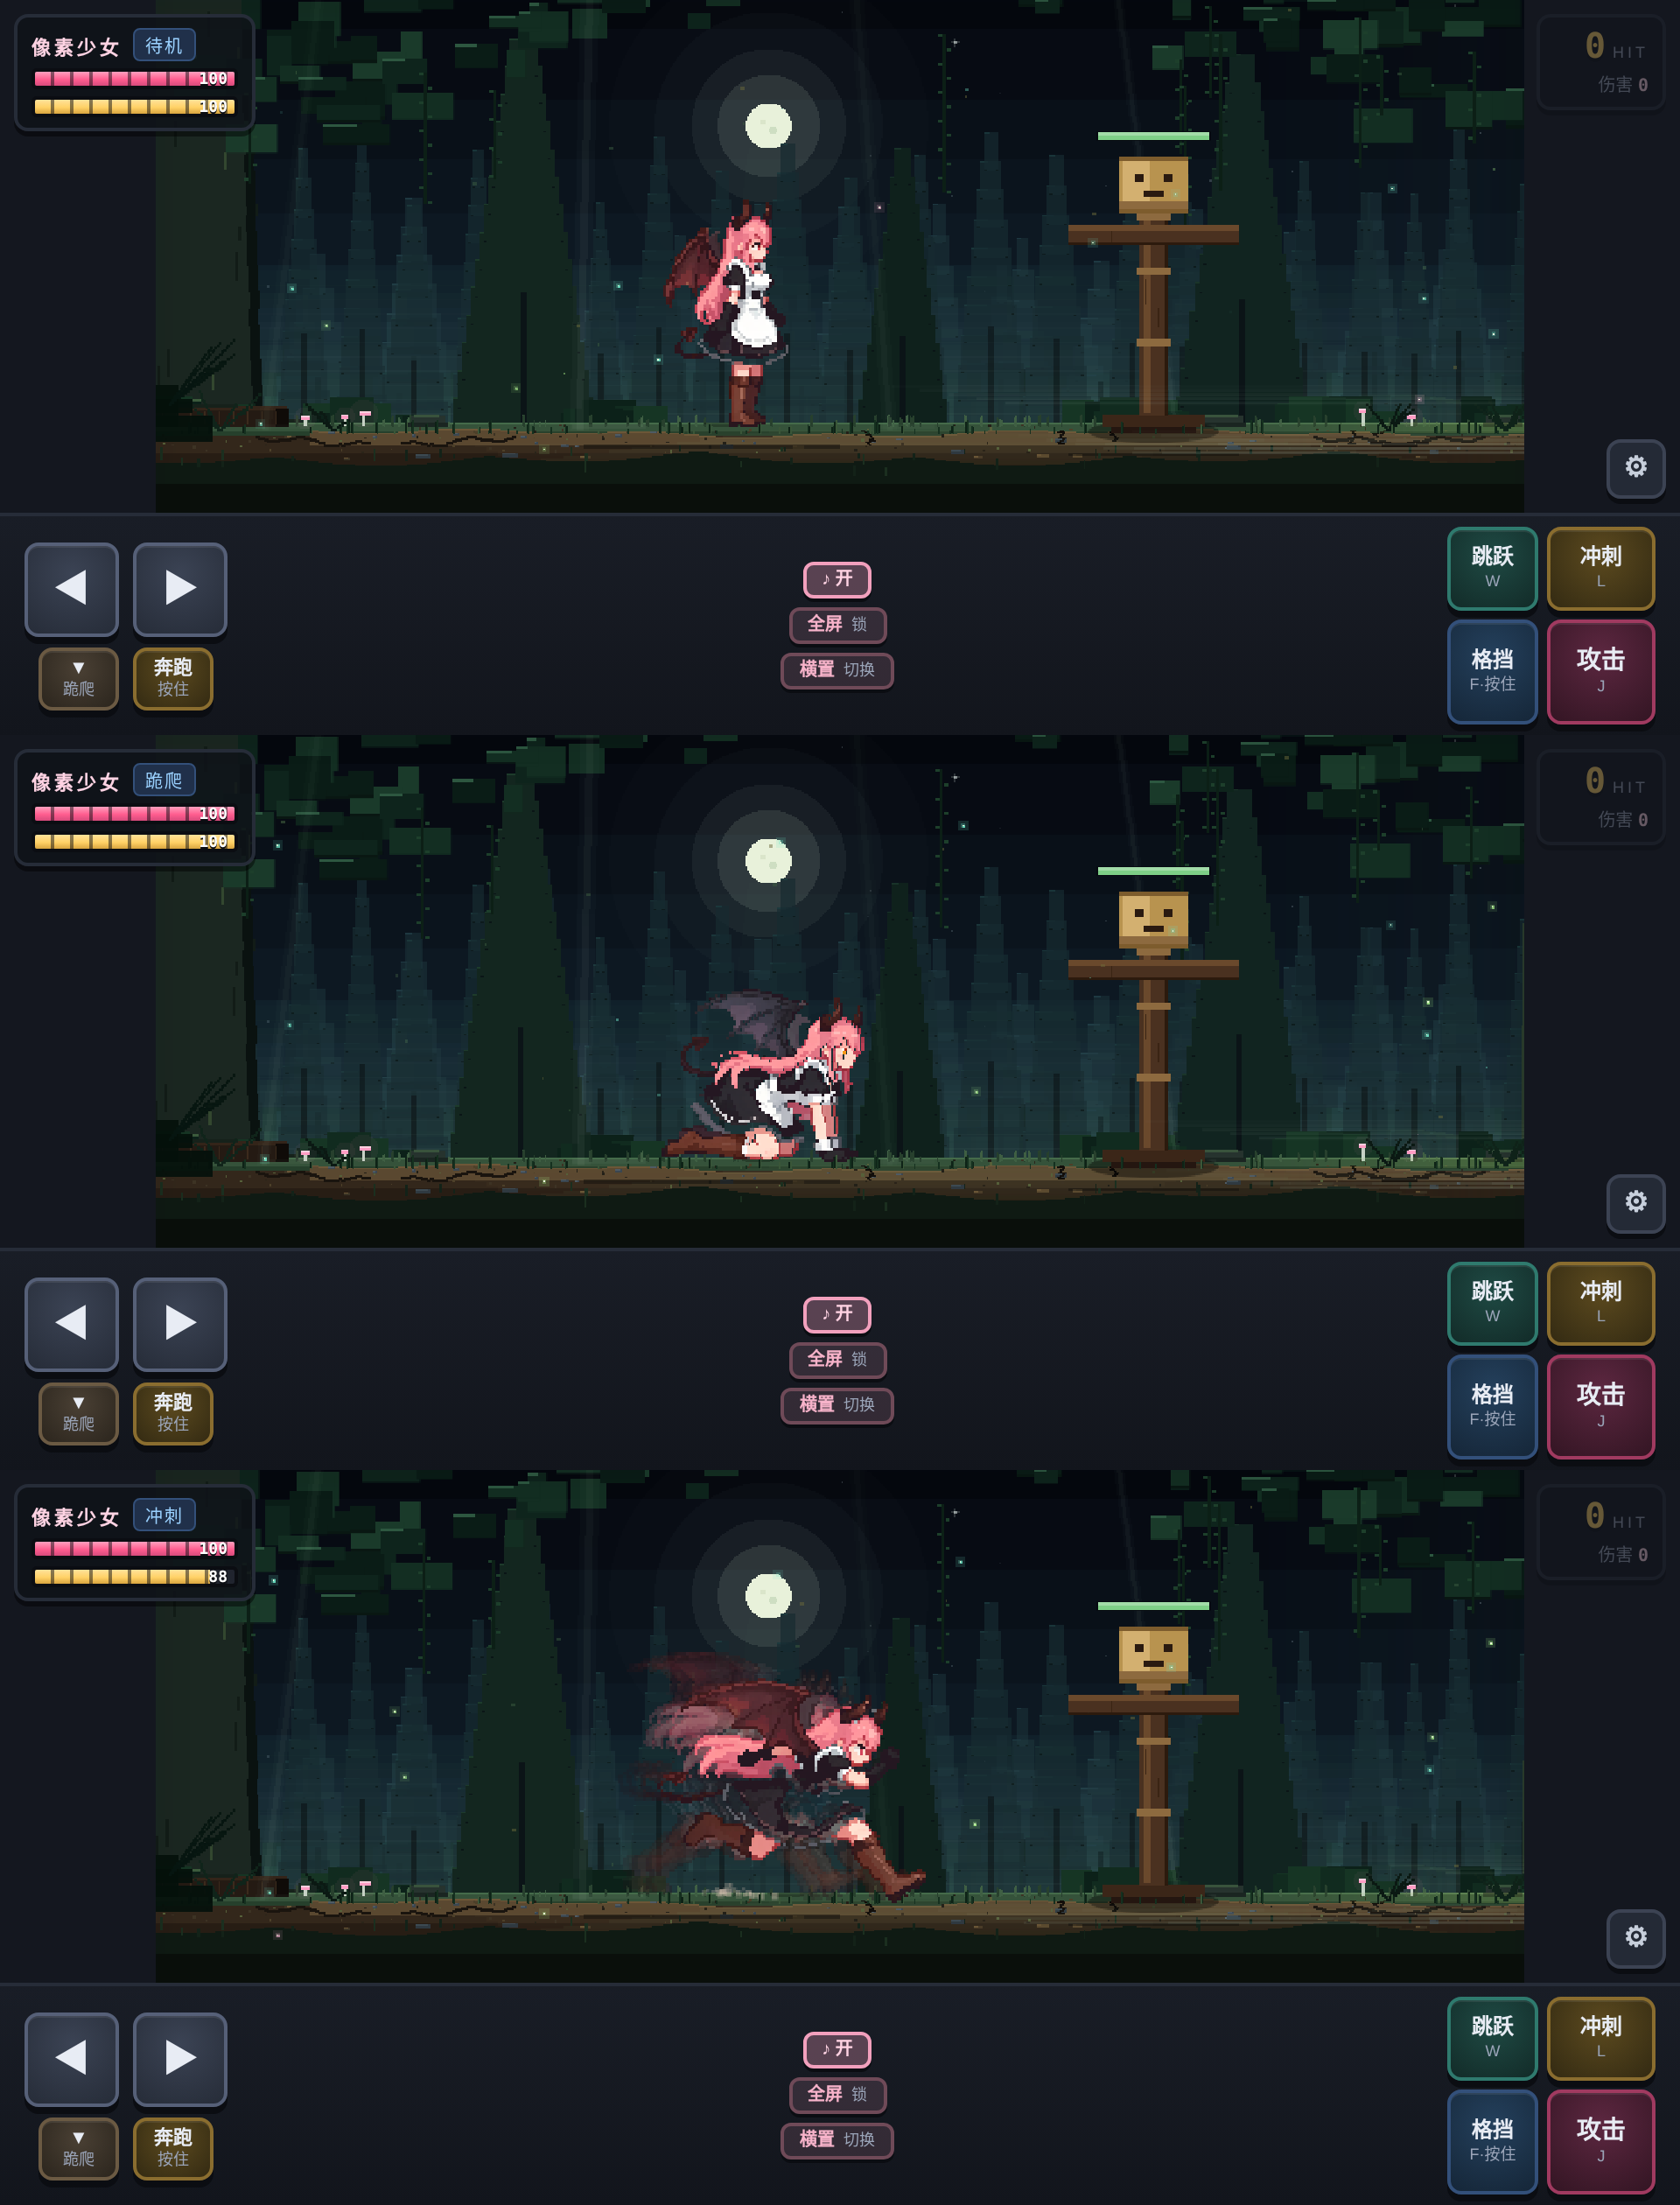 像素少女 待机
100
100
0 HIT
伤害 0
♪ 开
全屏 锁
横置 切换
▼
跪爬
奔跑
按住
跳跃
W
冲刺
L
格挡
F·按住
攻击
J
像素少女 跪爬
100
100
0 HIT
伤害 0
♪ 开
全屏 锁
横置 切换
▼
跪爬
奔跑
按住
跳跃
W
冲刺
L
格挡
F·按住
攻击
J
像素少女 冲刺
100
88
0 HIT
伤害 0
♪ 开
全屏 锁
横置 切换
▼
跪爬
奔跑
按住
跳跃
W
冲刺
L
格挡
F·按住
攻击
J